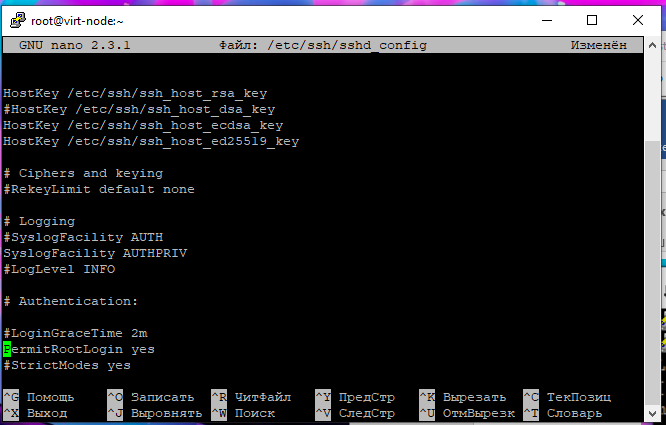 root@virt-node:~
GNU nano 2.3.1 Файл: /etc/ssh/sshd_config Изменён
HostKey /etc/ssh/ssh_host_rsa_key
#HostKey /etc/ssh/ssh_host_dsa_key
HostKey /etc/ssh/ssh_host_ecdsa_key
HostKey /etc/ssh/ssh_host_ed25519_key
# Ciphers and keying
#RekeyLimit default none
# Logging
#SyslogFacility AUTH
SyslogFacility AUTHPRIV
#LogLevel INFO
# Authentication:
#LoginGraceTime 2m
PermitRootLogin yes
#StrictModes yes
^G Помощь ^O Записать ^R ЧитФайл ^Y ПредСтр ^K Вырезать ^C ТекПозиц
^X Выход ^J Выровнять ^W Поиск ^V СледСтр ^U ОтмВырезк ^T Словарь